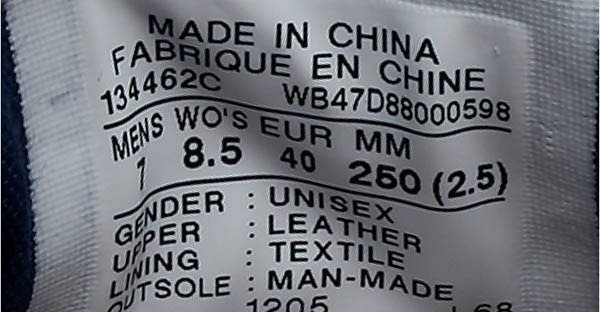 MADE IN CHINA
FABRIQUE EN CHINE
134462C WB47D88000598
MENS WO'S EUR MM
7 8.5 40 260 (2.5)
GENDER : UNISEX
UPPER : LEATHER
LINING : TEXTILE
OUTSOLE : MAN-MADE
1205